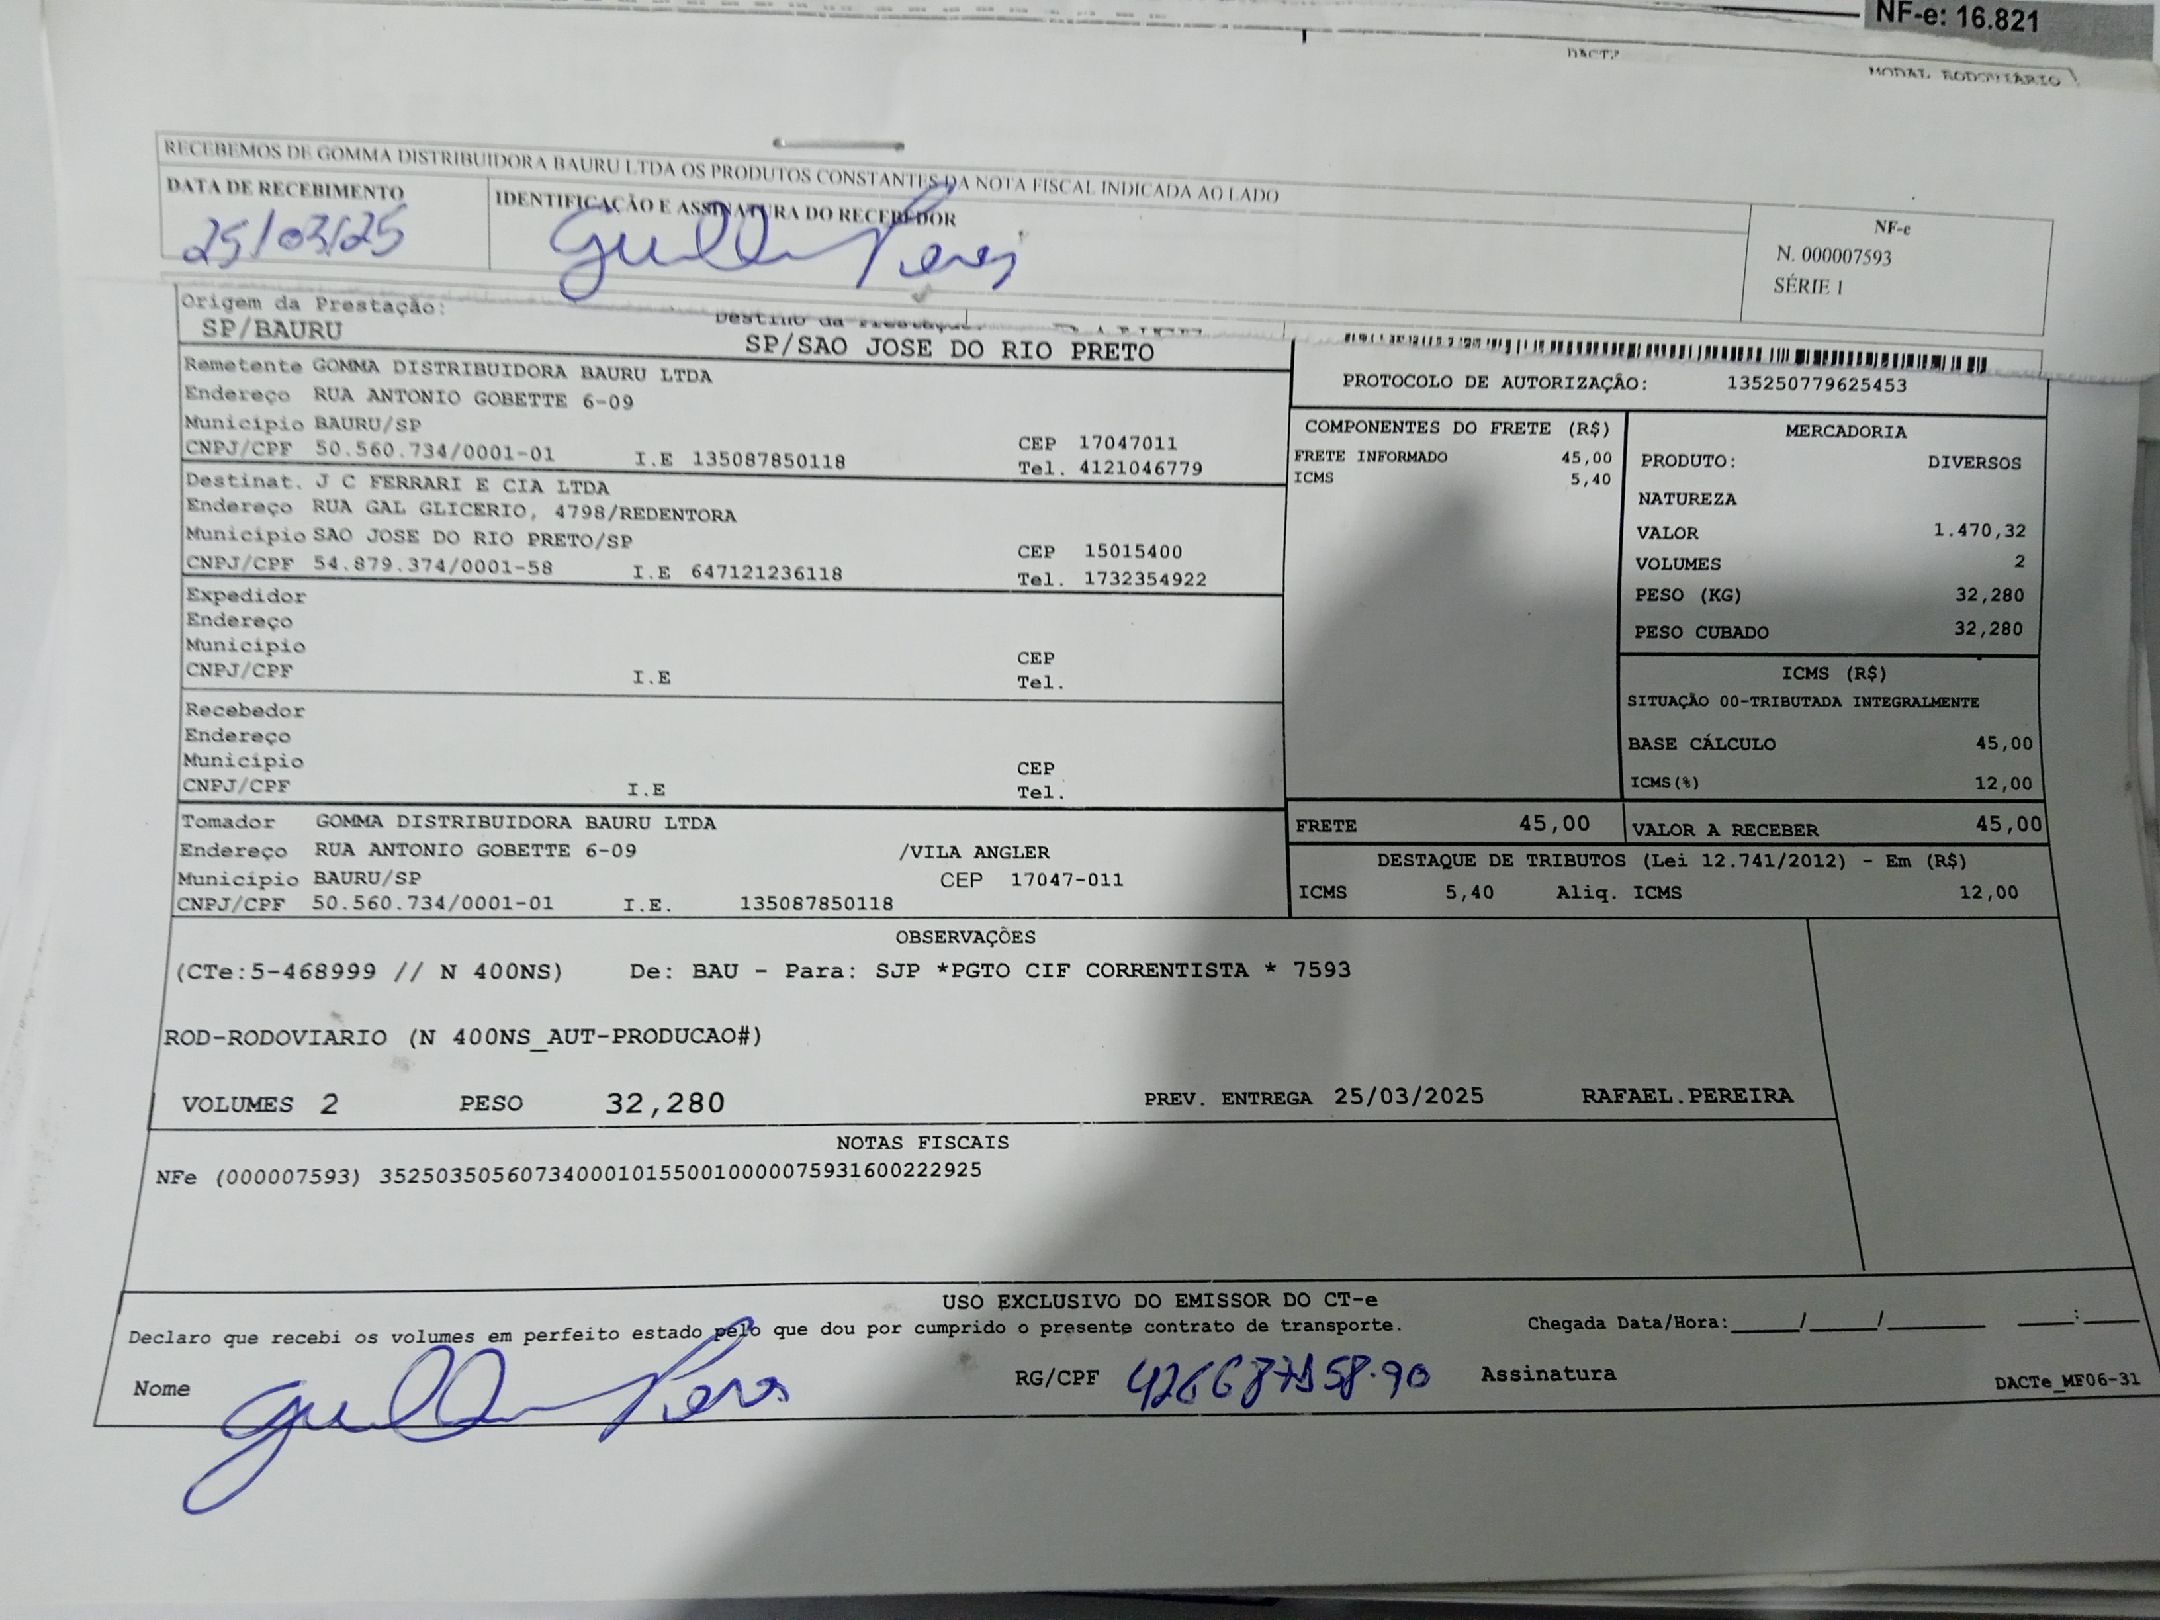 NF-e: 16.821
MODAL RODOVIÁRIO
RECEBEMOS DE GOMMA DISTRIBUIDORA BAURU LTDA OS PRODUTOS CONSTANTES DA NOTA FISCAL INDICADA AO LADO
DATA DE RECEBIMENTO
25/03/25
IDENTIFICAÇÃO E ASSINATURA DO RECEBEDOR
NF-e
N. 000007593
SÉRIE 1
Origem da Prestação:
SP/BAURU
SP/SAO JOSE DO RIO PRETO
Remetente GOMMA DISTRIBUIDORA BAURU LTDA
Endereço RUA ANTONIO GOBETTE 6-09
Município BAURU/SP CEP 17047011
CNPJ/CPF 50.560.734/0001-01 I.E 135087850118 Tel. 4121046779
Destinat. J C FERRARI E CIA LTDA
Endereço RUA GAL GLICERIO, 4798/REDENTORA
Município SAO JOSE DO RIO PRETO/SP CEP 15015400
CNPJ/CPF 54.879.374/0001-58 I.E 647121236118 Tel. 1732354922
Expedidor
Endereço
Município CEP
CNPJ/CPF I.E Tel.
Recebedor
Endereço
Município CEP
CNPJ/CPF I.E Tel.
Tomador GOMMA DISTRIBUIDORA BAURU LTDA
Endereço RUA ANTONIO GOBETTE 6-09 /VILA ANGLER
Município BAURU/SP CEP 17047-011
CNPJ/CPF 50.560.734/0001-01 I.E. 135087850118
PROTOCOLO DE AUTORIZAÇÃO: 135250779625453
COMPONENTES DO FRETE (R$)
FRETE INFORMADO 45,00
ICMS 5,40
MERCADORIA
PRODUTO: DIVERSOS
NATUREZA
VALOR 1.470,32
VOLUMES 2
PESO (KG) 32,280
PESO CUBADO 32,280
ICMS (R$)
SITUAÇÃO 00-TRIBUTADA INTEGRALMENTE
BASE CÁLCULO 45,00
ICMS(%) 12,00
FRETE 45,00 VALOR A RECEBER 45,00
DESTAQUE DE TRIBUTOS (Lei 12.741/2012) - Em (R$)
ICMS 5,40 Aliq. ICMS 12,00
OBSERVAÇÕES
(CTe:5-468999 // N 400NS) De: BAU - Para: SJP *PGTO CIF CORRENTISTA * 7593
ROD-RODOVIARIO (N 400NS_AUT-PRODUCAO#)
VOLUMES 2 PESO 32,280 PREV. ENTREGA 25/03/2025 RAFAEL.PEREIRA
NOTAS FISCAIS
NFe (000007593) 35250350560734000101550010000075931600222925
USO EXCLUSIVO DO EMISSOR DO CT-e
Declaro que recebi os volumes em perfeito estado pelo que dou por cumprido o presente contrato de transporte. Chegada Data/Hora:_____/_____/_______ ____:____
Nome RG/CPF Assinatura
DACTe_MF06-31